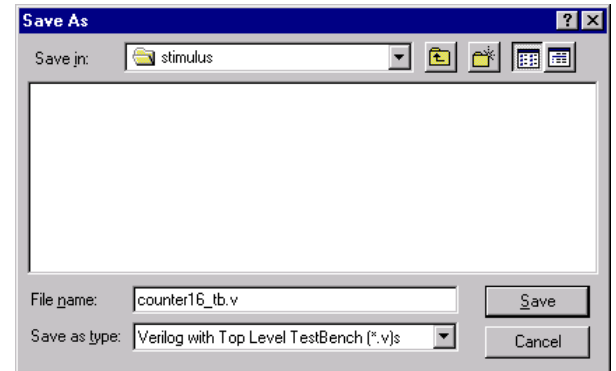 Save As
Save in: stimulus
File name: counter16_tb.v Save
Save as type: Verilog with Top Level TestBench (*.v)s Cancel